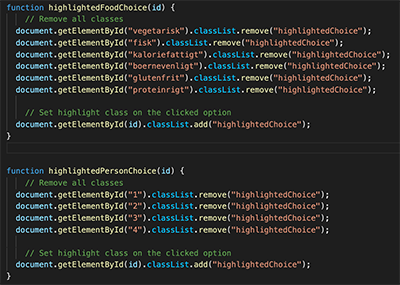 function highlightedFoodChoice(id) {
// Remove all classes
document.getElementById("vegetarisk").classList.remove("highlightedChoice");
document.getElementById("fisk").classList.remove("highlightedChoice");
document.getElementById("kaloriefattigt").classList.remove("highlightedChoice");
document.getElementById("boernevenligt").classList.remove("highlightedChoice");
document.getElementById("glutenfrit").classList.remove("highlightedChoice");
document.getElementById("proteinrigt").classList.remove("highlightedChoice");
// Set highlight class on the clicked option
document.getElementById(id).classList.add("highlightedChoice");
}
function highlightedPersonChoice(id) {
// Remove all classes
document.getElementById("1").classList.remove("highlightedChoice");
document.getElementById("2").classList.remove("highlightedChoice");
document.getElementById("3").classList.remove("highlightedChoice");
document.getElementById("4").classList.remove("highlightedChoice");
// Set highlight class on the clicked option
document.getElementById(id).classList.add("highlightedChoice");
}